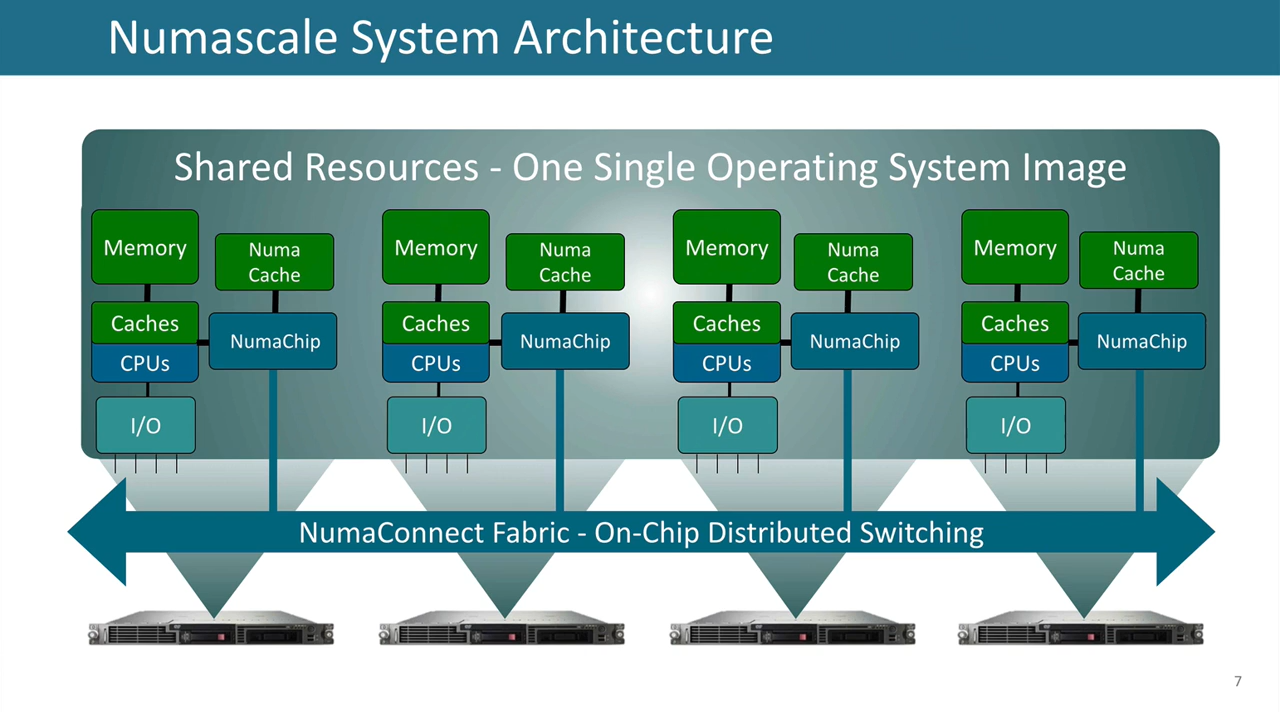 Numascale System Architecture
Shared Resources - One Single Operating System Image
Memory
Numa
Cache
Caches
NumaChip
CPUs
I/O
Memory
Numa
Cache
Caches
NumaChip
CPUs
I/O
Memory
Numa
Cache
Caches
NumaChip
CPUs
I/O
Memory
Numa
Cache
Caches
NumaChip
CPUs
I/O
NumaConnect Fabric - On-Chip Distributed Switching
7